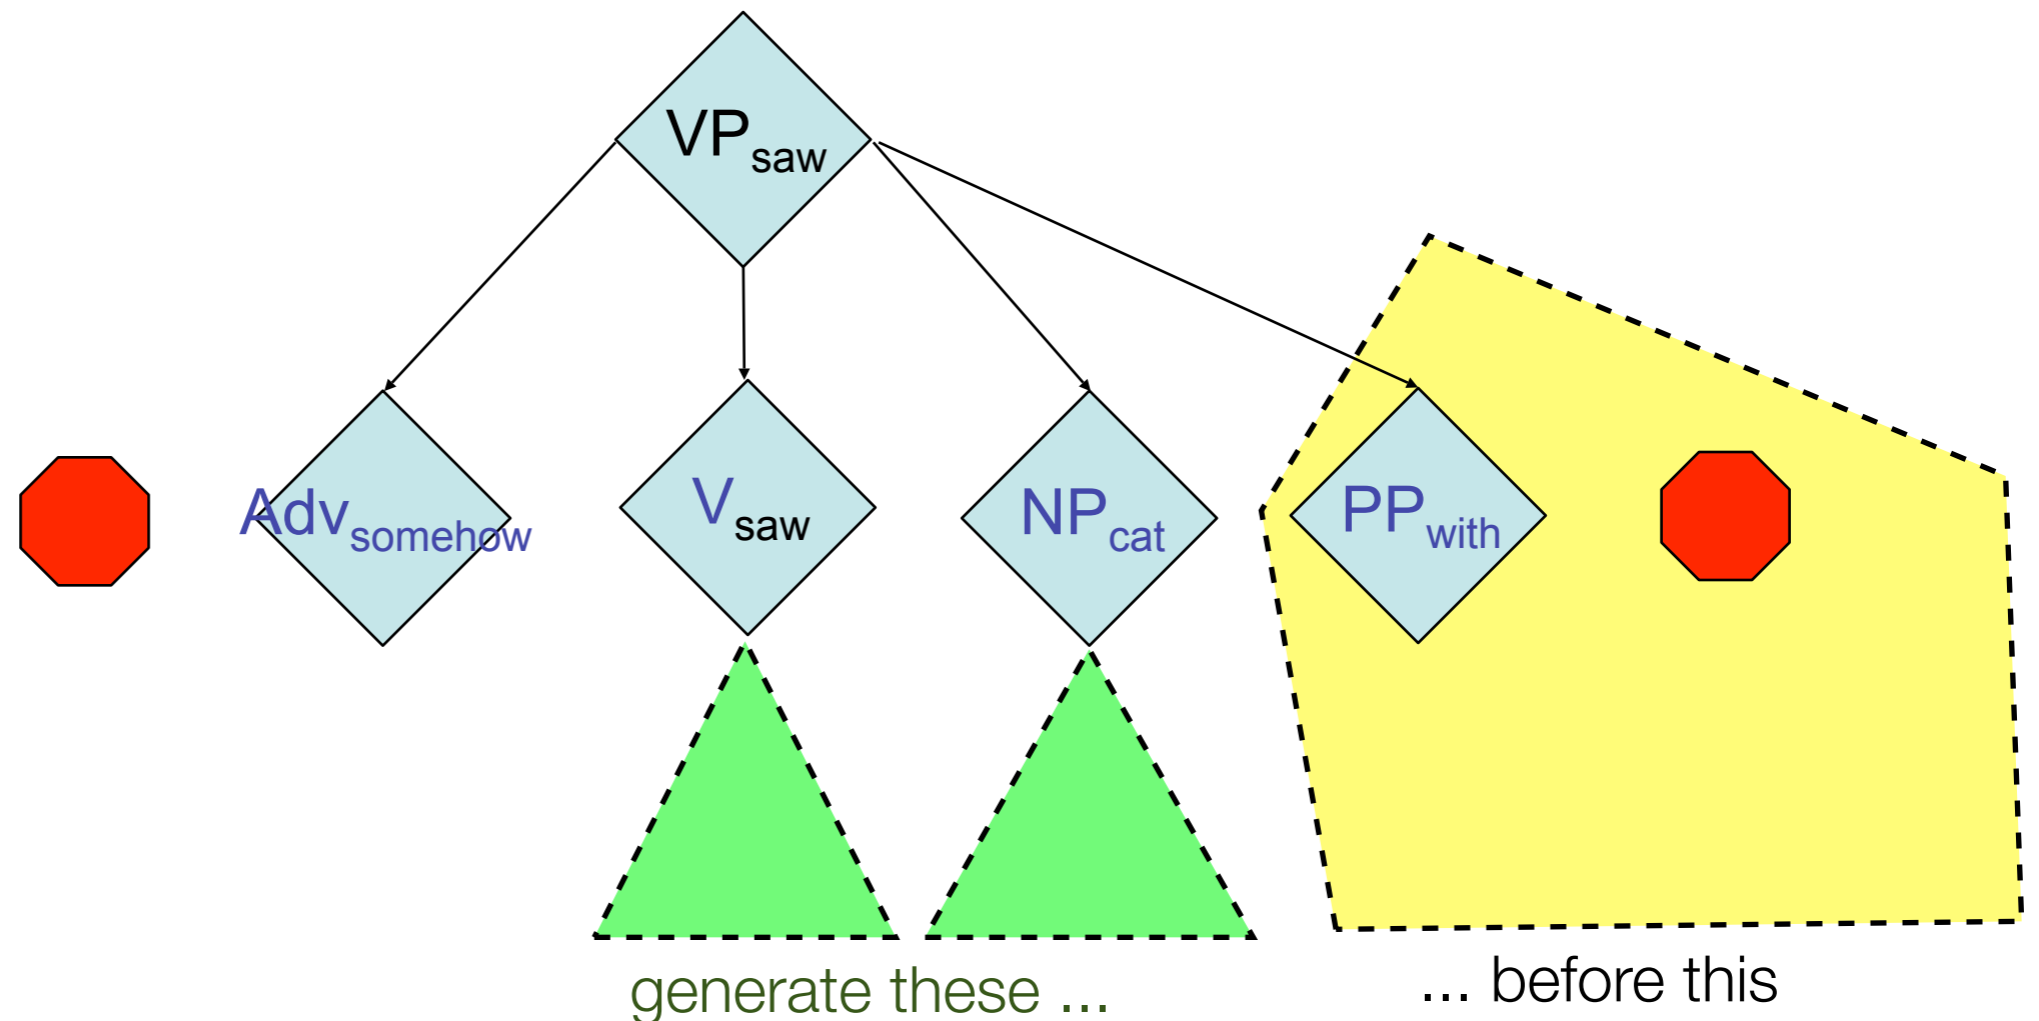 VPsaw
Advsomehow Vsaw NPcat PPwith
generate these ... ... before this